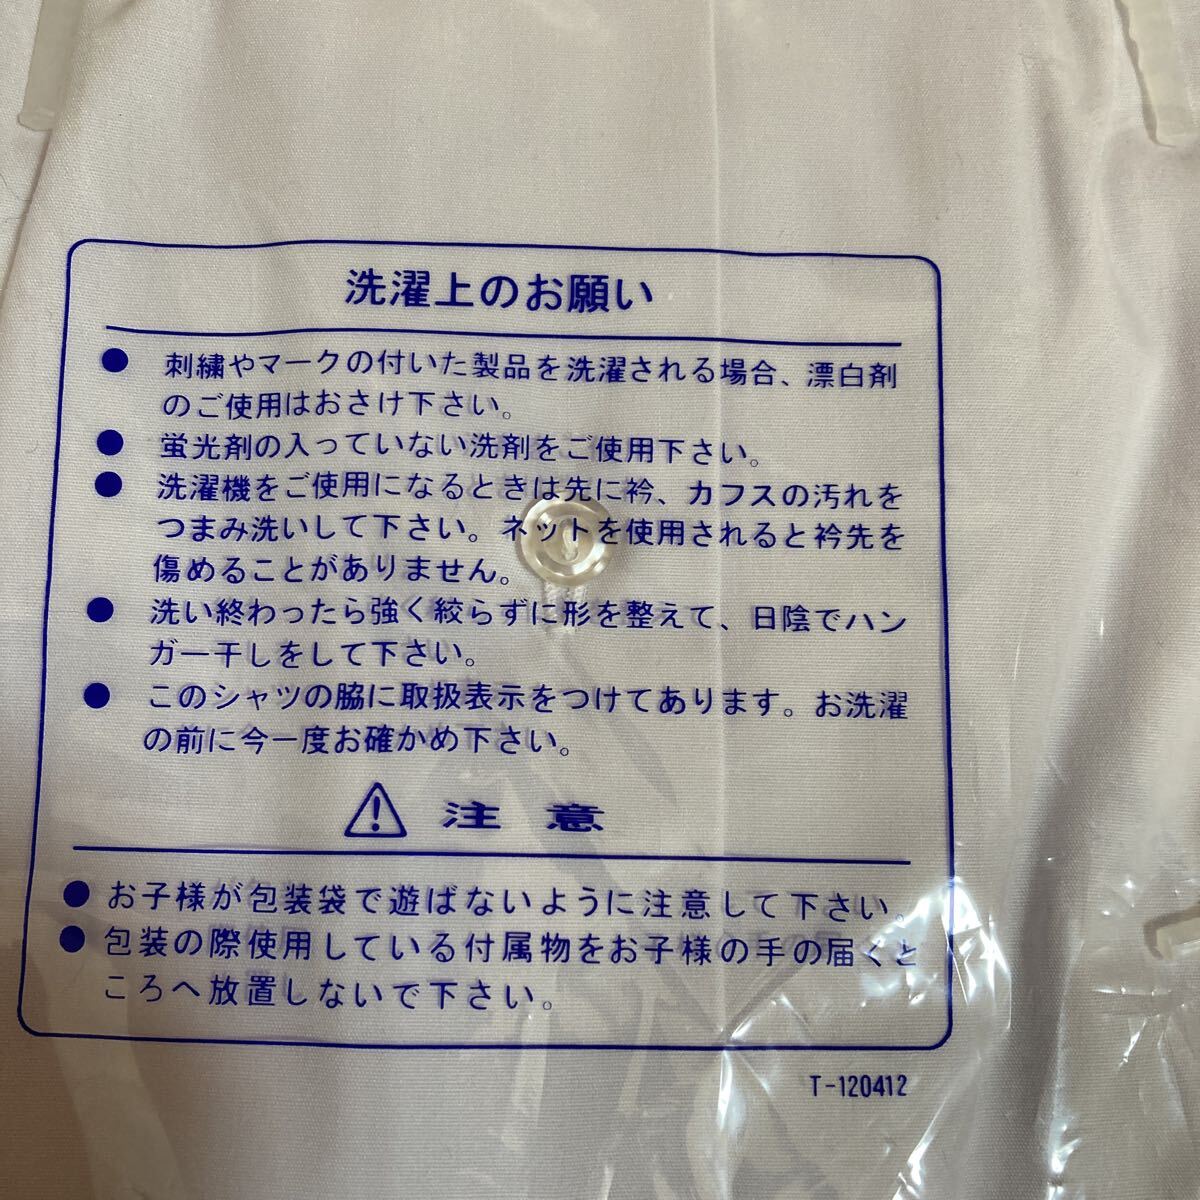 洗濯上のお願い
● 刺繍やマークの付いた製品を洗濯される場合、漂白剤
のご使用はおさけ下さい。
● 蛍光剤の入っていない洗剤をご使用下さい。
● 洗濯機をご使用になるときは先に衿、カフスの汚れを
つまみ洗いして下さい。ネットを使用されると衿先を
傷めることがありません。
● 洗い終わったら強く絞らずに形を整えて、日陰でハン
ガー干しをして下さい。
● このシャツの脇に取扱表示をつけてあります。お洗濯
の前に今一度お確かめ下さい。
⚠ 注意
● お子様が包装袋で遊ばないように注意して下さい。
● 包装の際使用している付属物をお子様の手の届くと
ころへ放置しないで下さい。
T-120412